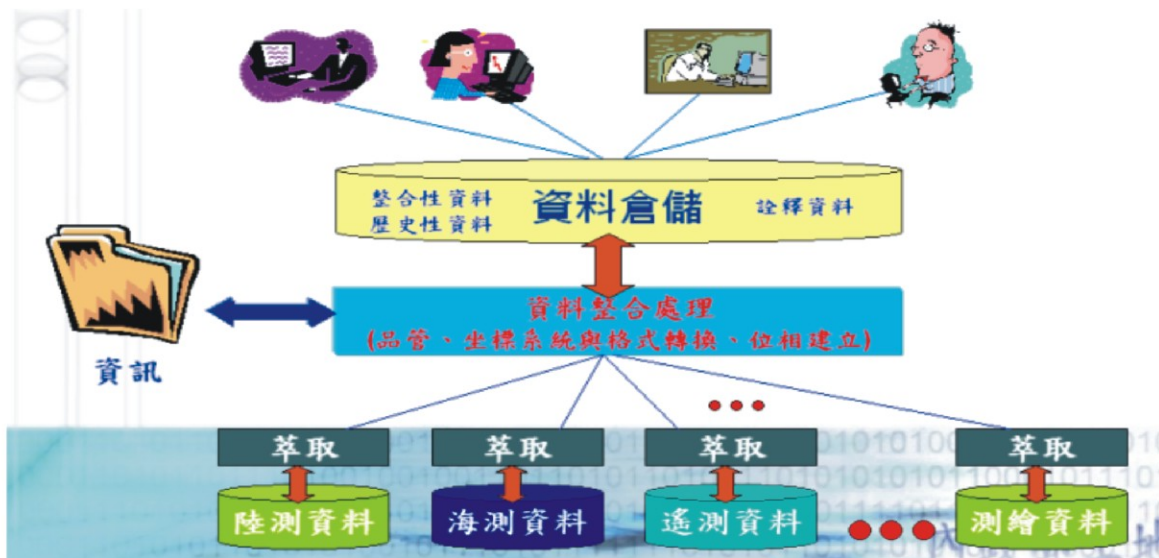 整合性資料
歷史性資料
資料倉儲
詮釋資料
資料整合處理
(品管、坐標系統與格式轉換、位相建立)
資訊
萃取
萃取
萃取
萃取
陸測資料
海測資料
遙測資料
測繪資料